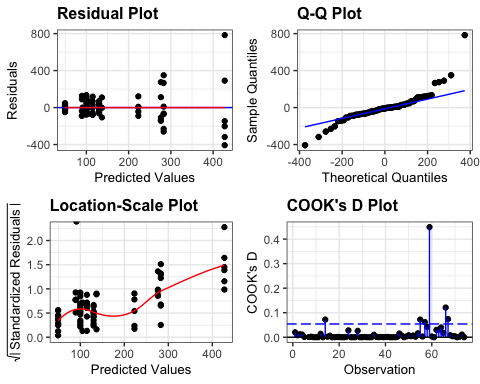 Residual Plot
800
400
0
-400
Residuals
100
200
300
400
Predicted Values
Q-Q Plot
800
400
0
-400
Sample Quantiles
-400
-200
0
200
400
Theoretical Quantiles
Location-Scale Plot
2.0
1.5
1.0
0.5
0.0
√| Standardized Residuals |
100
200
300
400
Predicted Values
COOK's D Plot
0.4
0.3
0.2
0.1
0.0
COOK's D
0
20
40
60
Observation